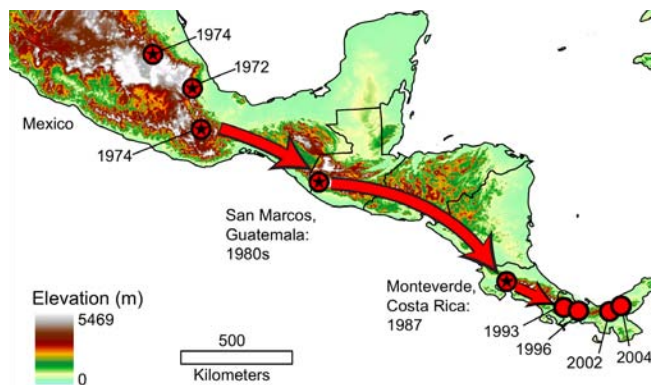 1974
1972
Mexico
1974
San Marcos,
Guatemala:
1980s
Monteverde,
Costa Rica:
1987
1993
1996
2002
2004
Elevation (m)
5469
0
500
Kilometers